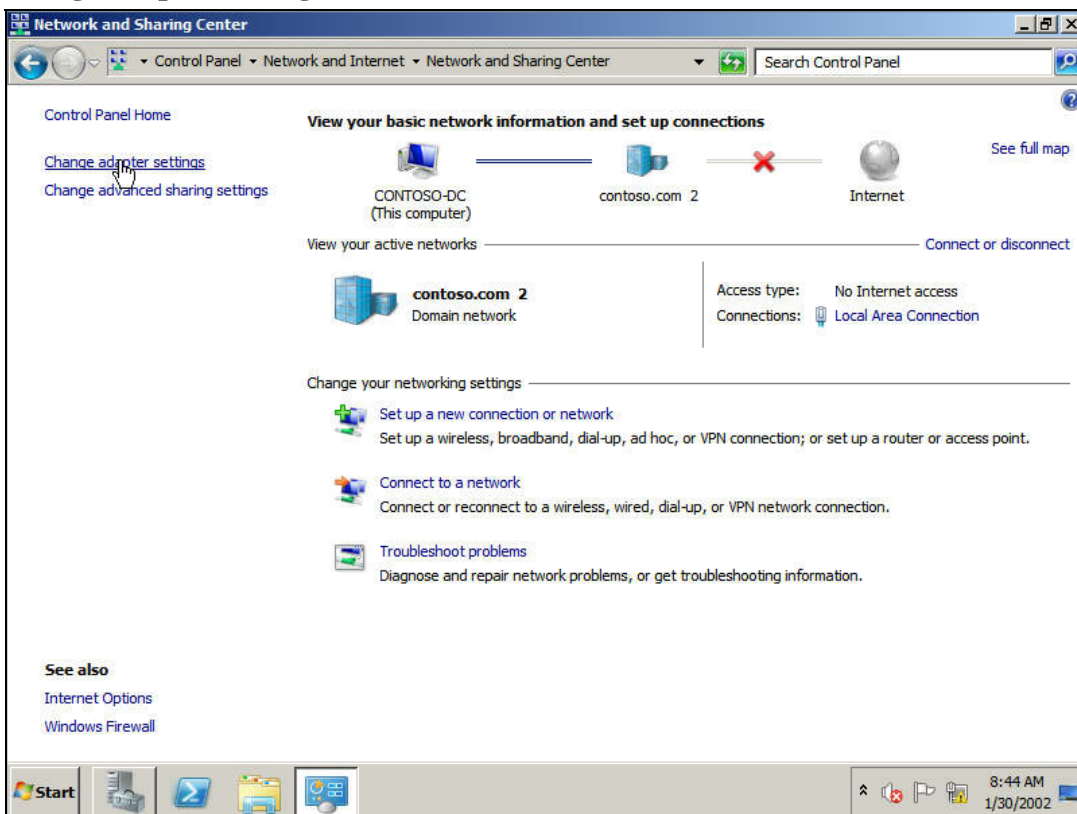 Network and Sharing Center
Control Panel Network and Internet Network and Sharing Center
Search Control Panel
Control Panel Home
Change adapter settings
Change advanced sharing settings
View your basic network information and set up connections
See full map
CONTOSO-DC
(This computer)
contoso.com 2
Internet
View your active networks
Connect or disconnect
contoso.com 2
Domain network
Access type: No Internet access
Connections: Local Area Connection
Change your networking settings
Set up a new connection or network
Set up a wireless, broadband, dial-up, ad hoc, or VPN connection; or set up a router or access point.
Connect to a network
Connect or reconnect to a wireless, wired, dial-up, or VPN network connection.
Troubleshoot problems
Diagnose and repair network problems, or get troubleshooting information.
See also
Internet Options
Windows Firewall
Start
8:44 AM
1/30/2002